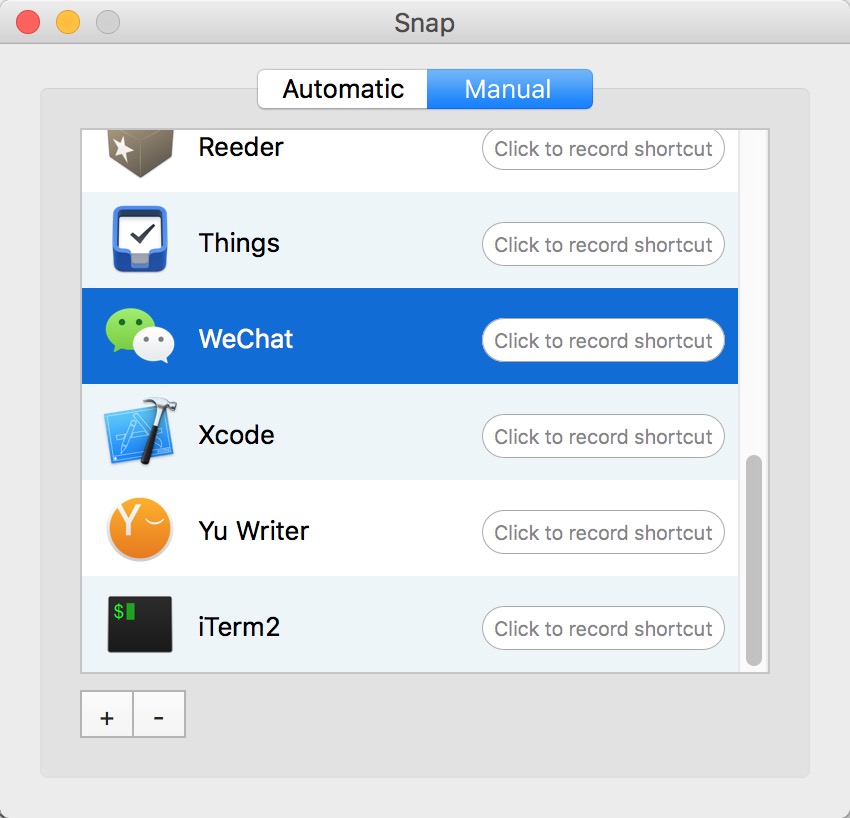 Snap
Automatic Manual
Reeder Click to record shortcut
Things Click to record shortcut
WeChat Click to record shortcut
Xcode Click to record shortcut
Yu Writer Click to record shortcut
$ iTerm2 Click to record shortcut
+ -